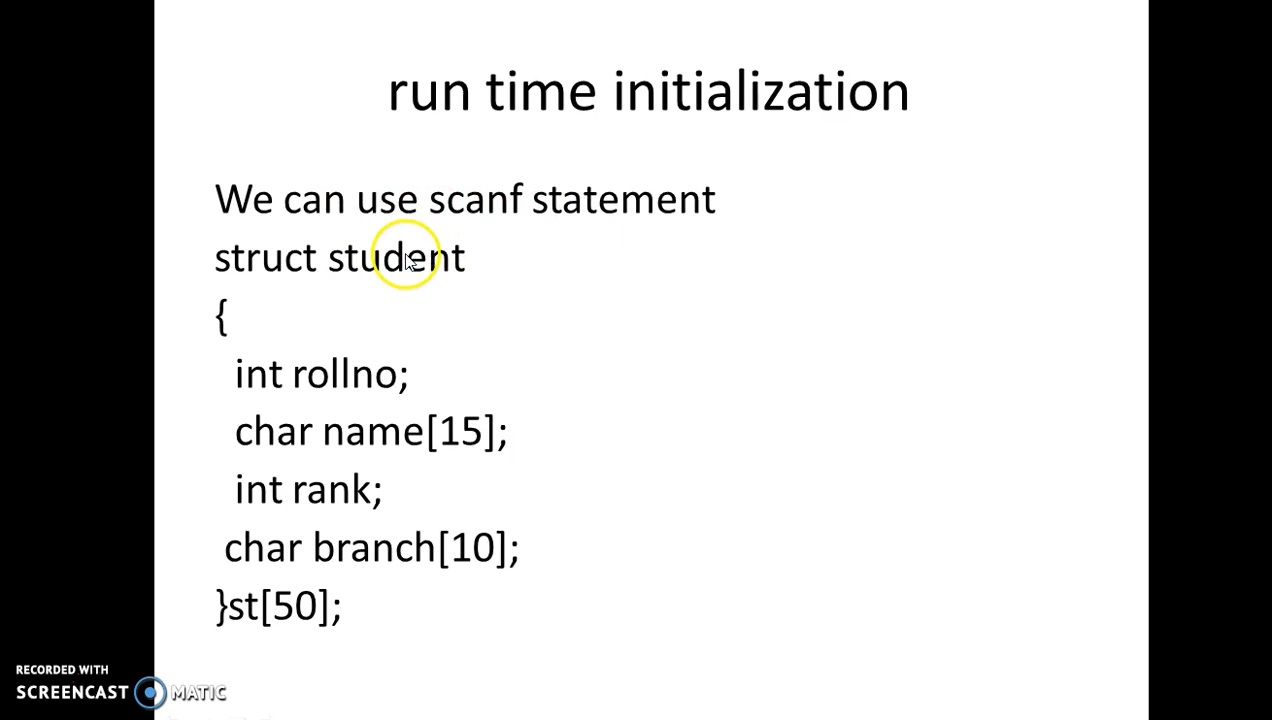 run time initialization
We can use scanf statement
struct student
{
int rollno;
char name[15];
int rank;
char branch[10];
}st[50];
RECORDED WITH
SCREENCAST MATIC